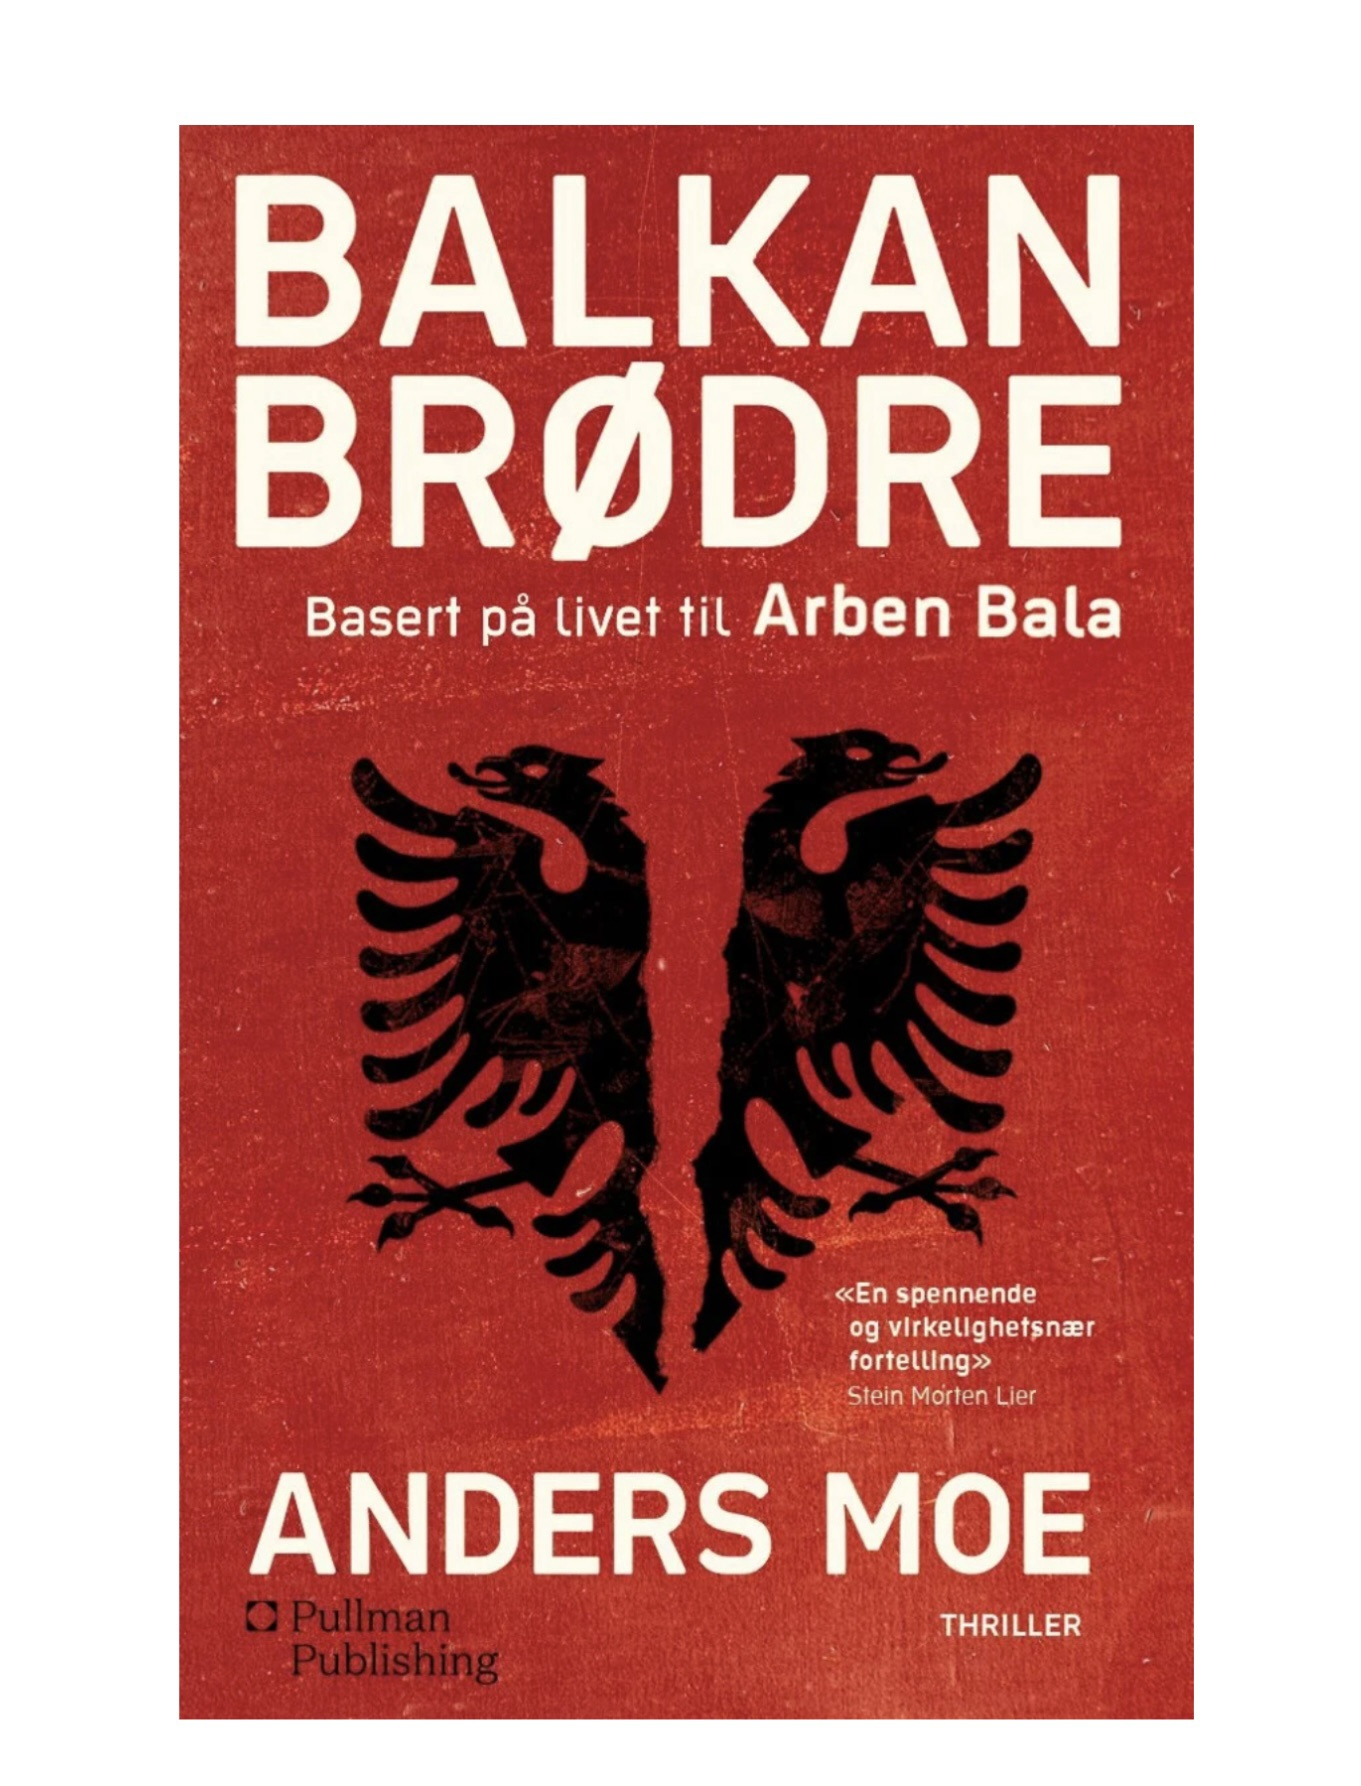 BALKAN
BRØDRE
Basert på livet til Arben Bala
«En spennende
og virkelighetsnær
fortelling»
Stein Morten Lier
ANDERS MOE
Pullman
Publishing
THRILLER